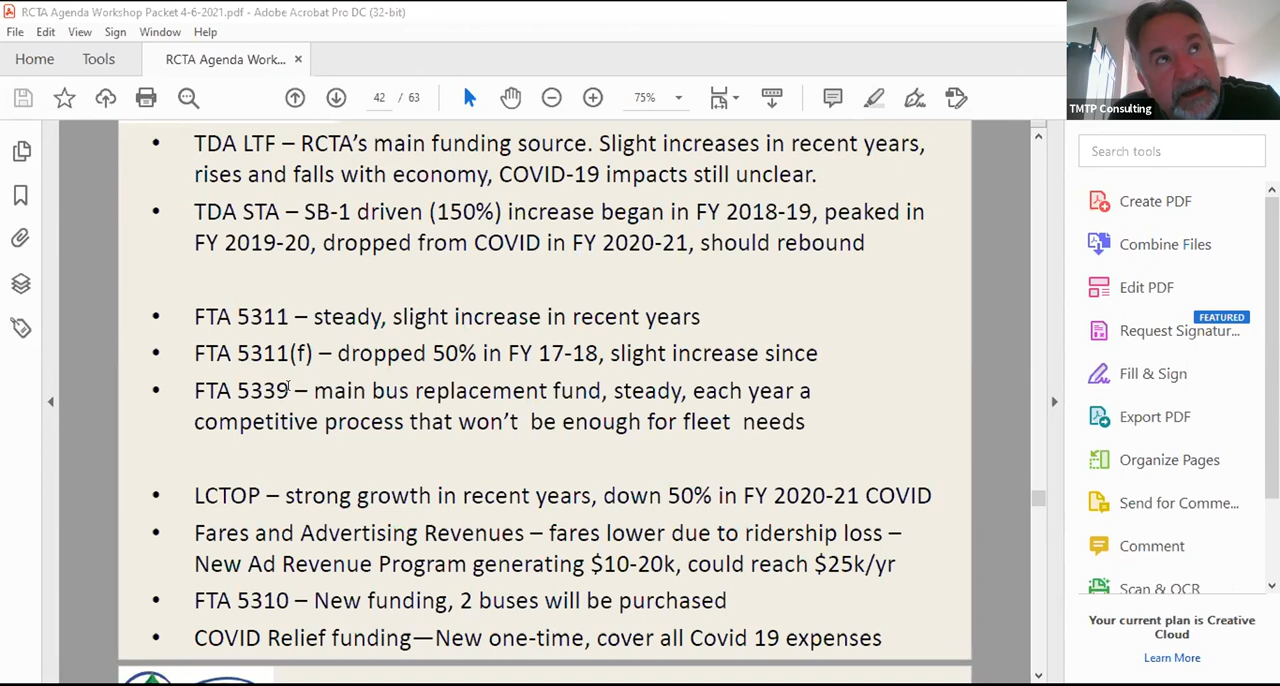 RCTA Agenda Workshop Packet 4-6-2021.pdf - Adobe Acrobat Pro DC (32-bit)
File Edit View Sign Window Help
Home Tools RCTA Agenda Work... ×
42 / 63 75%
TMTP Consulting
• TDA LTF – RCTA's main funding source. Slight increases in recent years,
rises and falls with economy, COVID-19 impacts still unclear.
• TDA STA – SB-1 driven (150%) increase began in FY 2018-19, peaked in
FY 2019-20, dropped from COVID in FY 2020-21, should rebound
• FTA 5311 – steady, slight increase in recent years
• FTA 5311(f) – dropped 50% in FY 17-18, slight increase since
• FTA 5339 – main bus replacement fund, steady, each year a
competitive process that won't be enough for fleet needs
• LCTOP – strong growth in recent years, down 50% in FY 2020-21 COVID
• Fares and Advertising Revenues – fares lower due to ridership loss –
New Ad Revenue Program generating $10-20k, could reach $25k/yr
• FTA 5310 – New funding, 2 buses will be purchased
• COVID Relief funding—New one-time, cover all Covid 19 expenses
Search tools
Create PDF
Combine Files
Edit PDF
FEATURED
Request Signatur...
Fill & Sign
Export PDF
Organize Pages
Send for Comme...
Comment
Scan & OCR
Your current plan is Creative
Cloud
Learn More